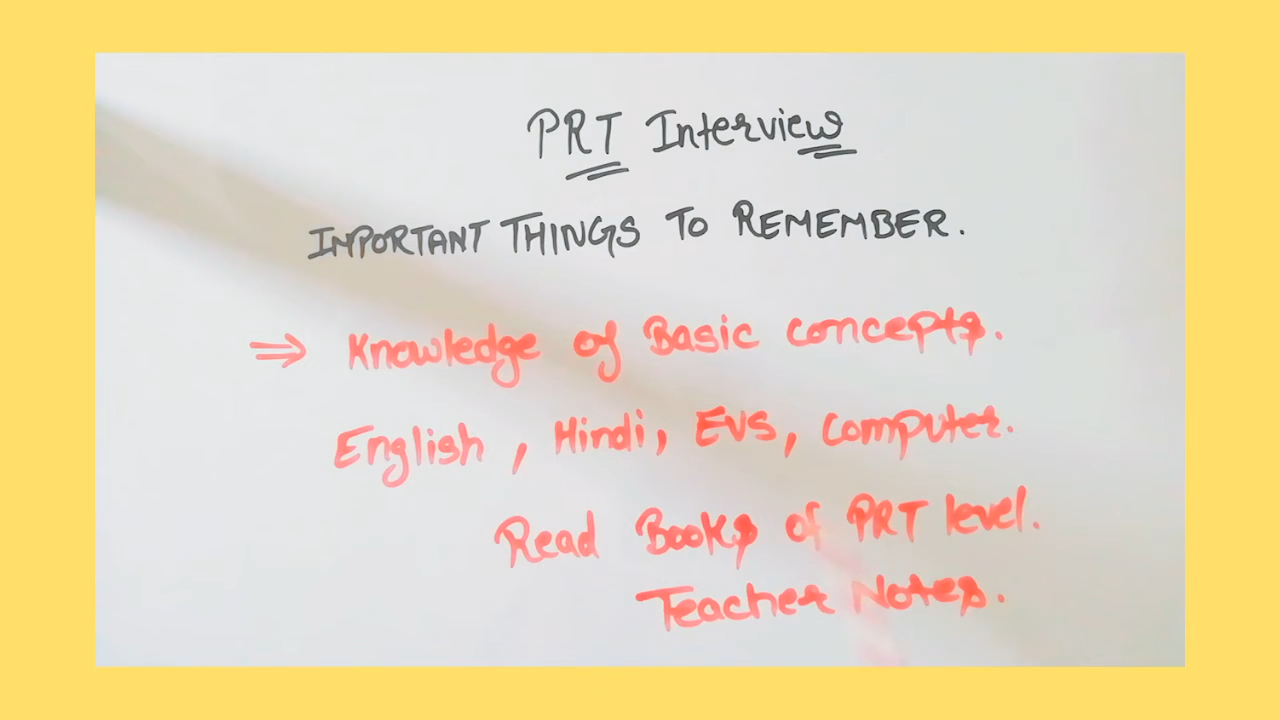 PRT Interview
IMPORTANT THINGS TO REMEMBER.
⇒ Knowledge of Basic concepts.
English, Hindi, EVS, Computer.
Read Books of PRT level.
Teacher Notes.